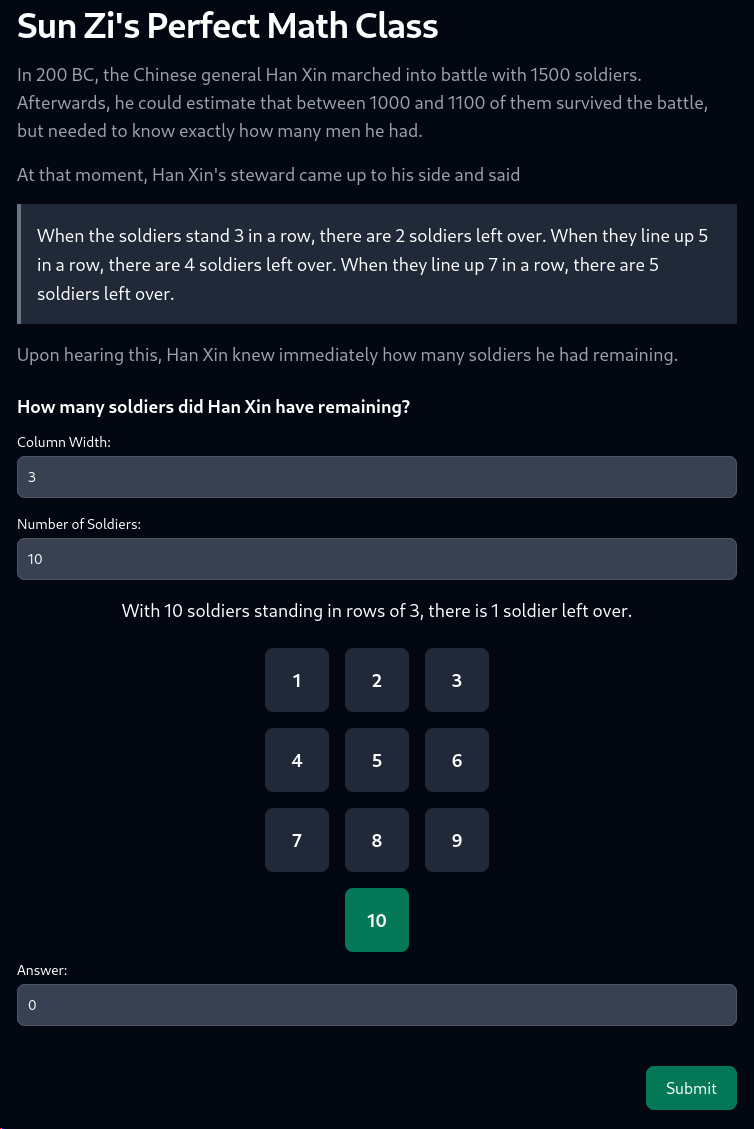 Sun Zi's Perfect Math Class
In 200 BC, the Chinese general Han Xin marched into battle with 1500 soldiers.
Afterwards, he could estimate that between 1000 and 1100 of them survived the battle,
but needed to know exactly how many men he had.
At that moment, Han Xin's steward came up to his side and said
When the soldiers stand 3 in a row, there are 2 soldiers left over. When they line up 5
in a row, there are 4 soldiers left over. When they line up 7 in a row, there are 5
soldiers left over.
Upon hearing this, Han Xin knew immediately how many soldiers he had remaining.
How many soldiers did Han Xin have remaining?
Column Width:
3
Number of Soldiers:
10
With 10 soldiers standing in rows of 3, there is 1 soldier left over.
1 2 3
4 5 6
7 8 9
10
Answer:
0
Submit